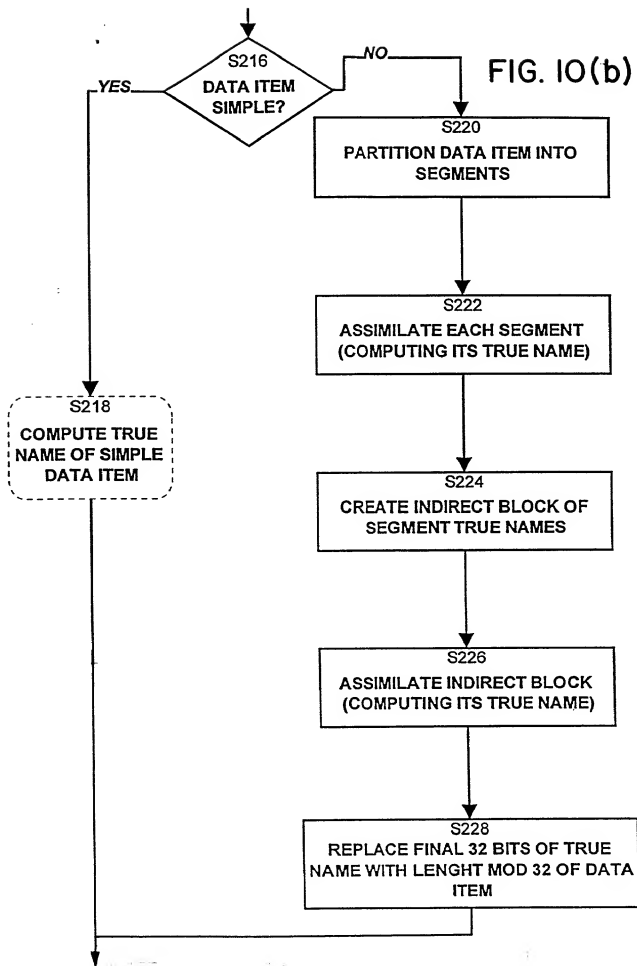 FIG. 10(b)
S216
DATA ITEM
SIMPLE?
YES
NO
S220
PARTITION DATA ITEM INTO
SEGMENTS
S222
ASSIMILATE EACH SEGMENT
(COMPUTING ITS TRUE NAME)
S218
COMPUTE TRUE
NAME OF SIMPLE
DATA ITEM
S224
CREATE INDIRECT BLOCK OF
SEGMENT TRUE NAMES
S226
ASSIMILATE INDIRECT BLOCK
(COMPUTING ITS TRUE NAME)
S228
REPLACE FINAL 32 BITS OF TRUE
NAME WITH LENGHT MOD 32 OF DATA
ITEM